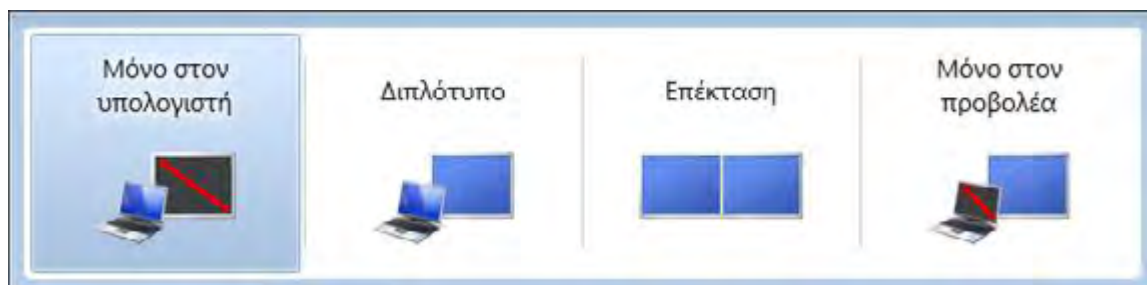 Μόνο στον
υπολογιστή
Διπλότυπο
Επέκταση
Μόνο στον
προβολέα